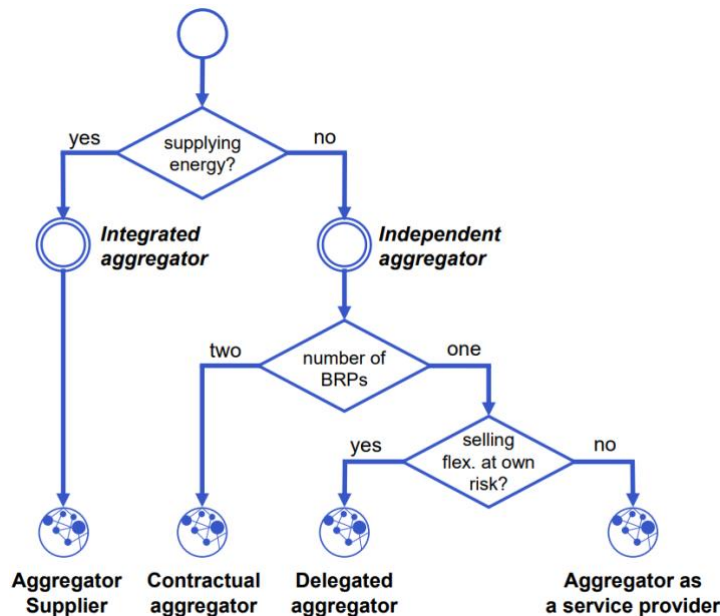 yes
supplying
energy?
no
Integrated
aggregator
Independent
aggregator
two
number of
BRPs
one
yes
selling
flex. at own
risk?
no
Aggregator
Supplier
Contractual
aggregator
Delegated
aggregator
Aggregator as
a service provider